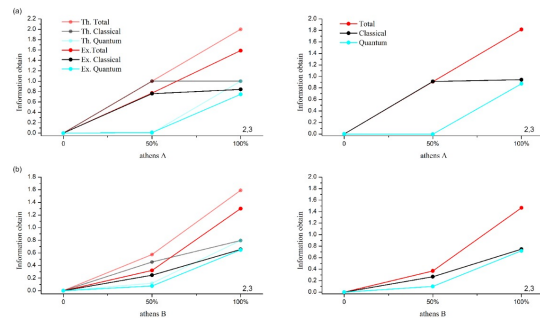 (a)
Information obtain
2.2
2.0
1.8
1.6
1.4
1.2
1.0
0.8
0.6
0.4
0.2
0.0
Th. Total
Th. Classical
Th. Quantum
Ex.Total
Ex. Classical
Ex. Quantum
0 50% 100%
2,3
athens A
Information obtain
2.0
1.8
1.6
1.4
1.2
1.0
0.8
0.6
0.4
0.2
0.0
Total
Classical
Quantum
0 50% 100%
2,3
athens A
(b)
Information obtain
1.8
1.6
1.4
1.2
1.0
0.8
0.6
0.4
0.2
0.0
0 50% 100%
2,3
athens B
Information obtain
1.8
1.6
1.4
1.2
1.0
0.8
0.6
0.4
0.2
0.0
0 50% 100%
2,3
athens B